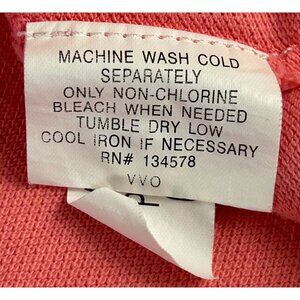 MACHINE WASH COLD
SEPARATELY
ONLY NON-CHLORINE
BLEACH WHEN NEEDED
TUMBLE DRY LOW
COOL IRON IF NECESSARY
RN# 134578
VVO